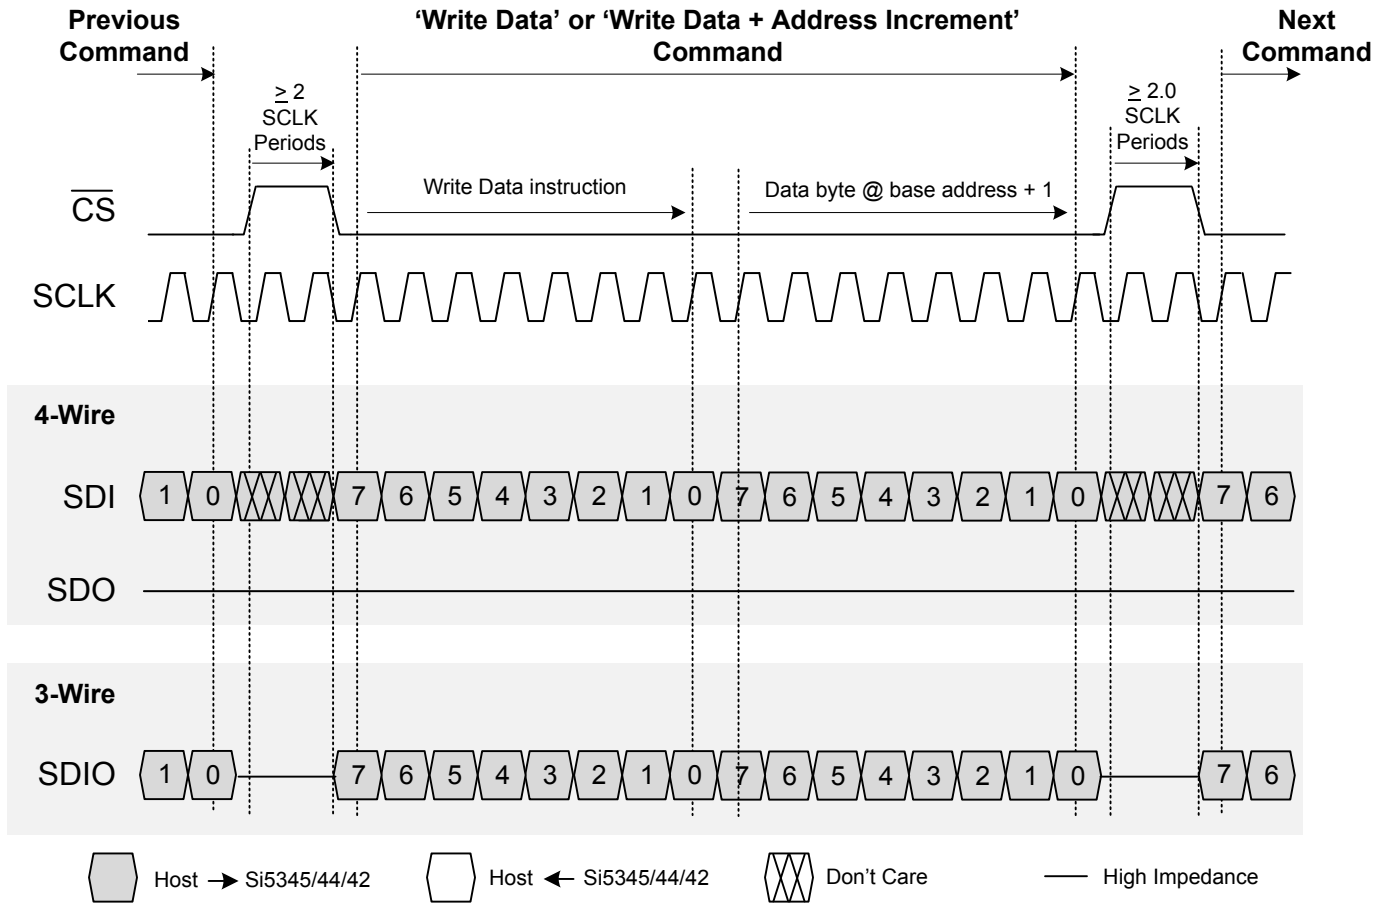 Previous Command
‘Write Data’ or ‘Write Data + Address Increment’ Command
Next Command
≥ 2 SCLK Periods
≥ 2.0 SCLK Periods
CS
Write Data instruction
Data byte @ base address + 1
SCLK
4-Wire
SDI 1 0 7 6 5 4 3 2 1 0 7 6 5 4 3 2 1 0 7 6
SDO
3-Wire
SDIO 1 0 7 6 5 4 3 2 1 0 7 6 5 4 3 2 1 0 7 6
Host → Si5345/44/42
Host ← Si5345/44/42
Don’t Care
High Impedance